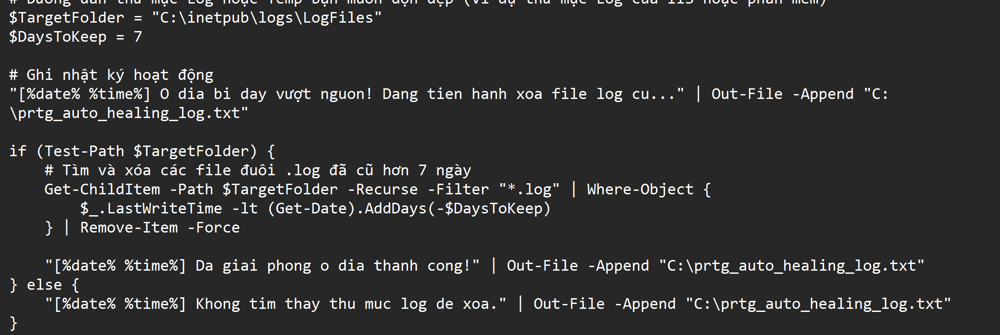 # Đường dẫn thư mục Log hoặc Temp bạn muốn dọn dẹp (Ví dụ thư mục Log của IIS hoặc phần mềm)
$TargetFolder = "C:\inetpub\logs\LogFiles"
$DaysToKeep = 7
# Ghi nhật ký hoạt động
"[%date% %time%] O dia bi day vượt nguon! Dang tien hanh xoa file log cu..." | Out-File -Append "C:
\prtg_auto_healing_log.txt"
if (Test-Path $TargetFolder) {
    # Tìm và xóa các file đuôi .log đã cũ hơn 7 ngày
    Get-ChildItem -Path $TargetFolder -Recurse -Filter "*.log" | Where-Object {
        $_.LastWriteTime -lt (Get-Date).AddDays(-$DaysToKeep)
    } | Remove-Item -Force
    "[%date% %time%] Da giai phong o dia thanh cong!" | Out-File -Append "C:\prtg_auto_healing_log.txt"
} else {
    "[%date% %time%] Khong tim thay thu muc log de xoa." | Out-File -Append "C:\prtg_auto_healing_log.txt"
}